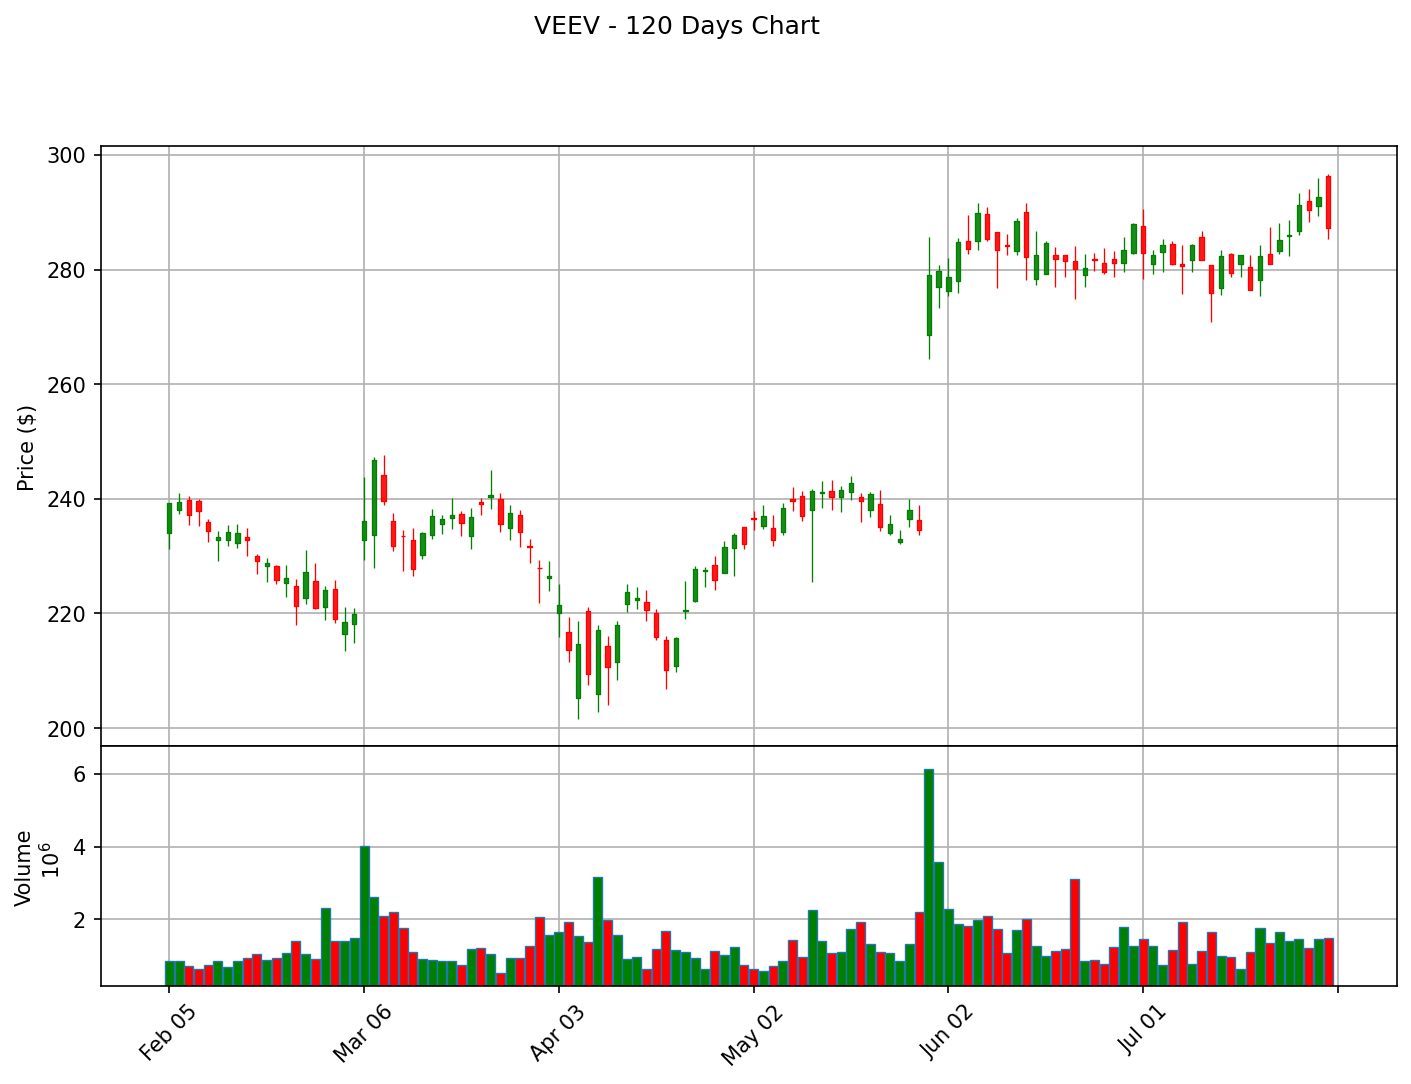 VEEV - 120 Days Chart
300
280
260
240
220
200
Price ($)
6
4
2
Volume
10^6
Feb 05
Mar 06
Apr 03
May 02
Jun 02
Jul 01